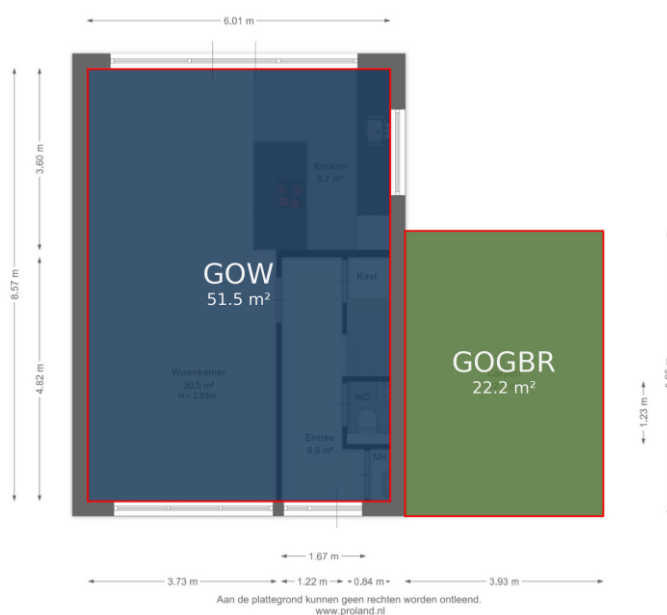 6.01 m
3.60 m
8.57 m
4.82 m
Keuken
Kast
GOW
51.5 m²
Woonkamer
30.5 m²
H = 2.63m
WC
Entree
6.5 m²
MK
GOGBR
22.2 m²
1.23 m
1.67 m
3.73 m
1.22 m
0.84 m
3.93 m
Aan de plattegrond kunnen geen rechten worden ontleend.
www.proland.nl